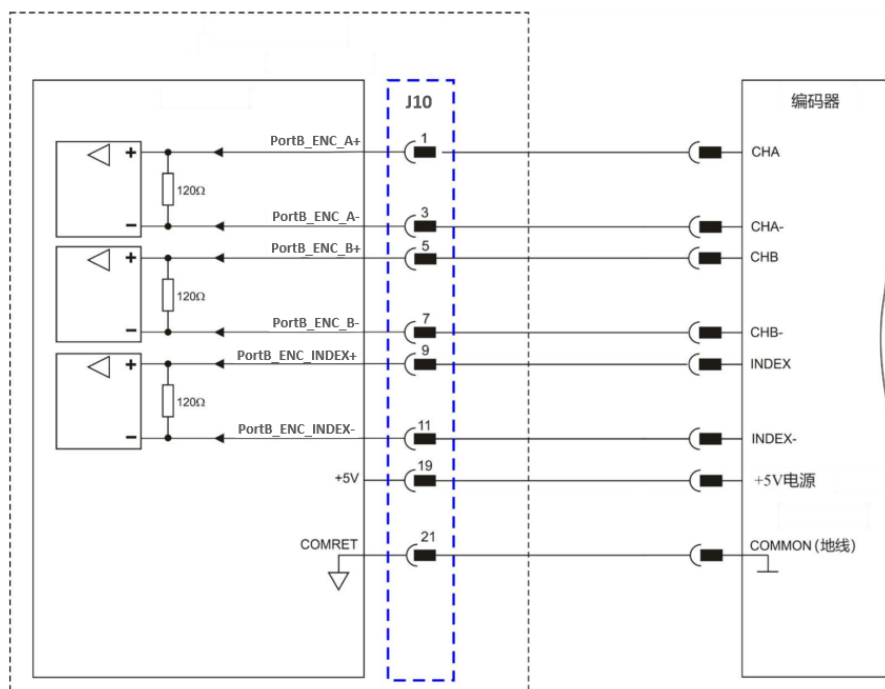 J10
编码器
PortB_ENC_A+
1
CHA
+
120Ω
−
PortB_ENC_A-
3
CHA-
PortB_ENC_B+
5
CHB
+
120Ω
−
PortB_ENC_B-
7
CHB-
PortB_ENC_INDEX+
9
INDEX
+
120Ω
−
PortB_ENC_INDEX-
11
INDEX-
+5V
19
+5V电源
COMRET
21
COMMON(地线)